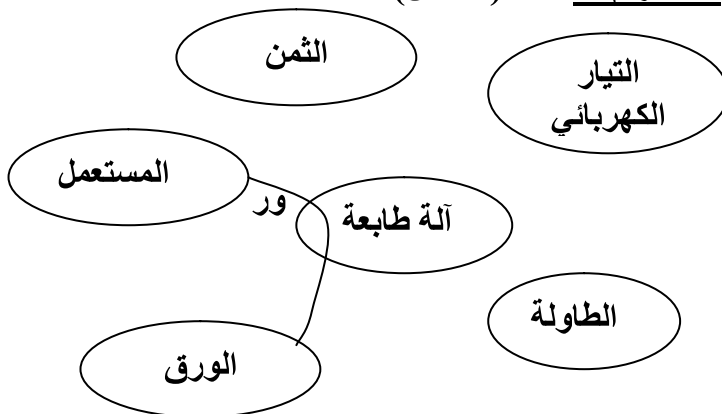 الثمن
التيار
الكهربائي
المستعمل
ور
آلة طابعة
الطاولة
الورق